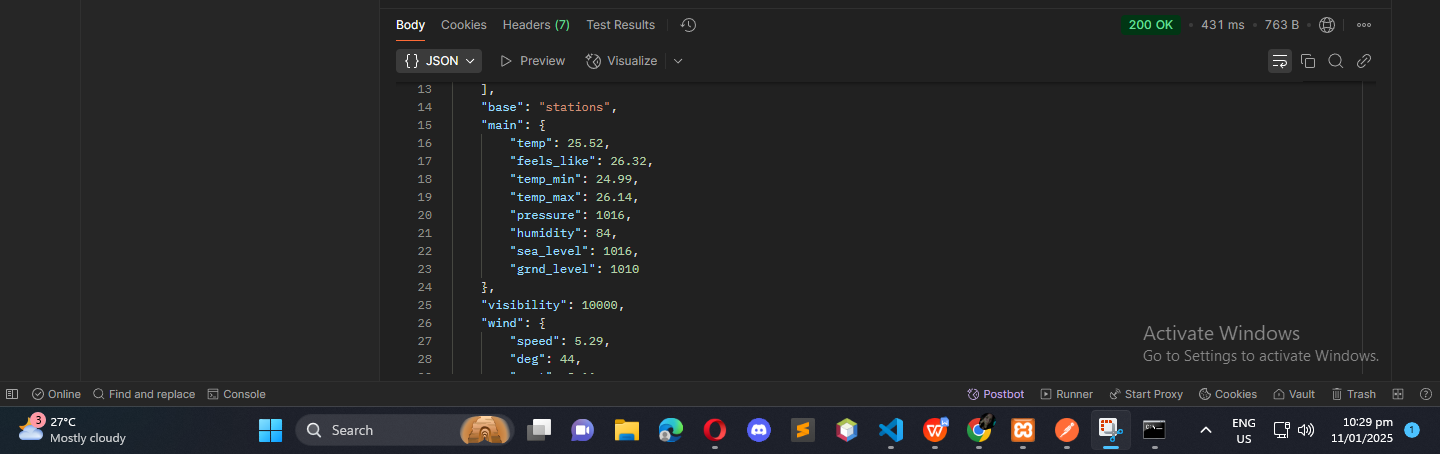 Body Cookies Headers (7) Test Results 200 OK 431 ms 763 B
{} JSON Preview Visualize
13 ],
14 "base": "stations",
15 "main": {
16 "temp": 25.52,
17 "feels_like": 26.32,
18 "temp_min": 24.99,
19 "temp_max": 26.14,
20 "pressure": 1016,
21 "humidity": 84,
22 "sea_level": 1016,
23 "grnd_level": 1010
24 },
25 "visibility": 10000,
26 "wind": {
27 "speed": 5.29,
28 "deg": 44,
Activate Windows
Go to Settings to activate Windows.
Online Find and replace Console Postbot Runner Start Proxy Cookies Vault Trash
3 27°C
Mostly cloudy
Search
ENG
US
10:29 pm
11/01/2025
1